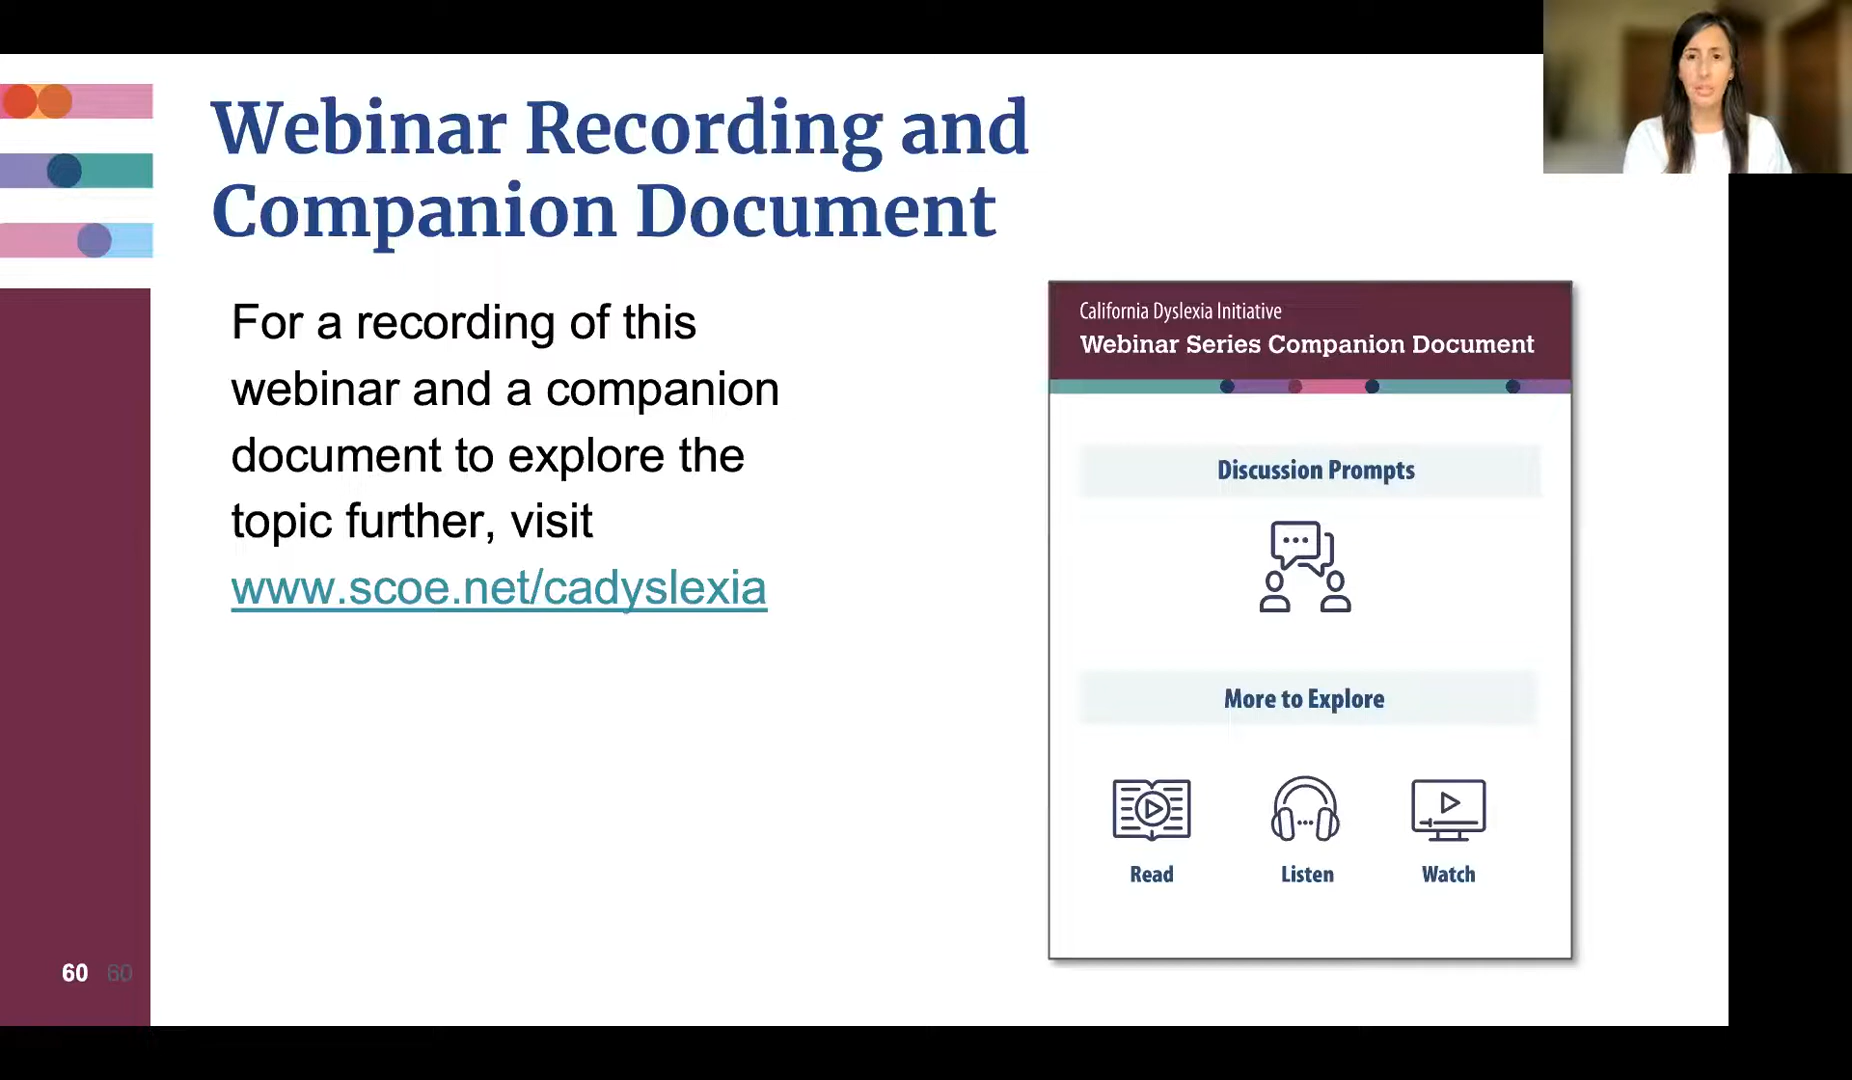 Webinar Recording and
Companion Document
For a recording of this
webinar and a companion
document to explore the
topic further, visit
www.scoe.net/cadyslexia
California Dyslexia Initiative
Webinar Series Companion Document
Discussion Prompts
More to Explore
Read
Listen
Watch
60 60